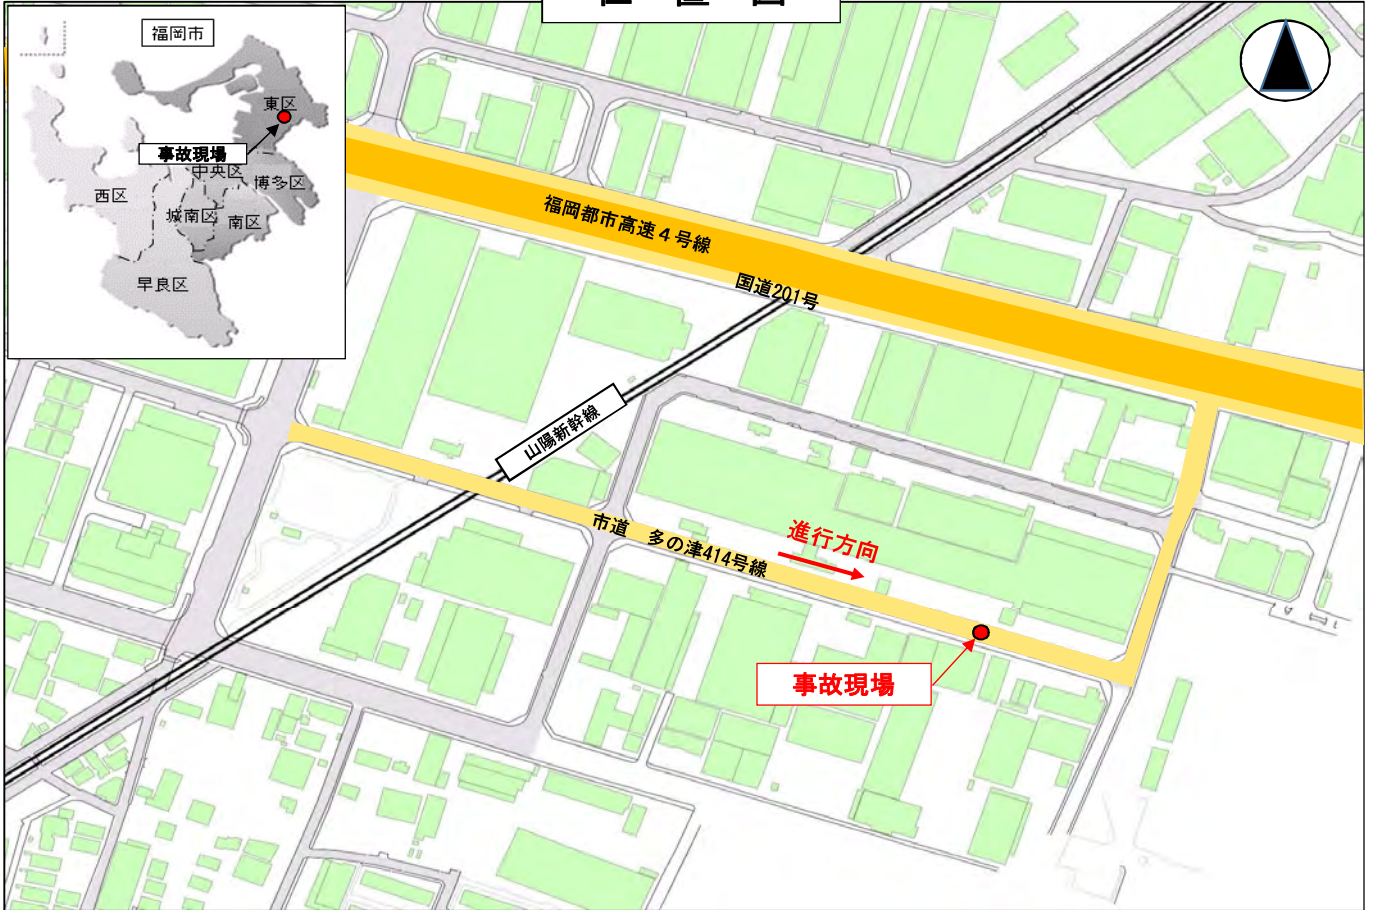 位 置 図
福岡市
東区
事故現場
中央区
博多区
西区
城南区
南区
早良区
福岡都市高速４号線
国道201号
山陽新幹線
市道 多の津414号線
進行方向
事故現場